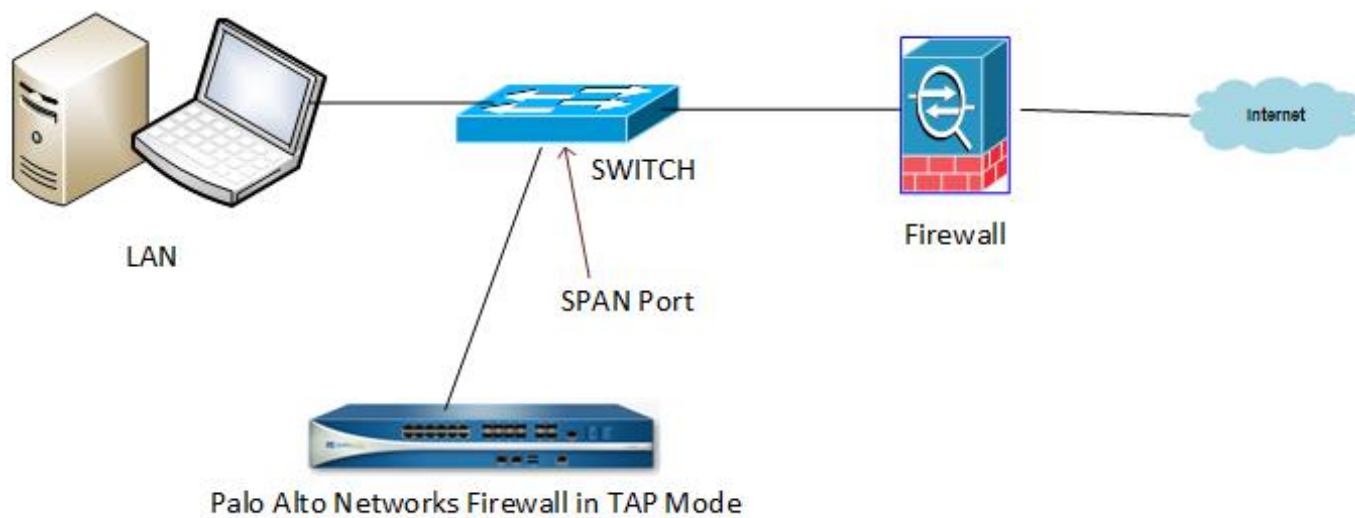 Internet
SWITCH
Firewall
LAN
SPAN Port
Palo Alto Networks Firewall in TAP Mode